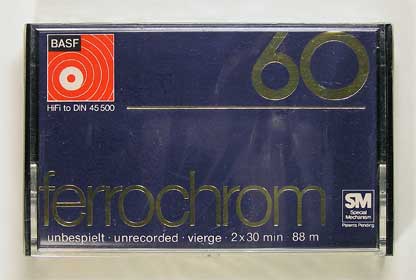 BASF
60
HiFi to DIN 45 500
ferrochrom
unbespielt · unrecorded · vierge · 2 x 30 min 88 m
SM
Special
Mechanism
Patents Pending